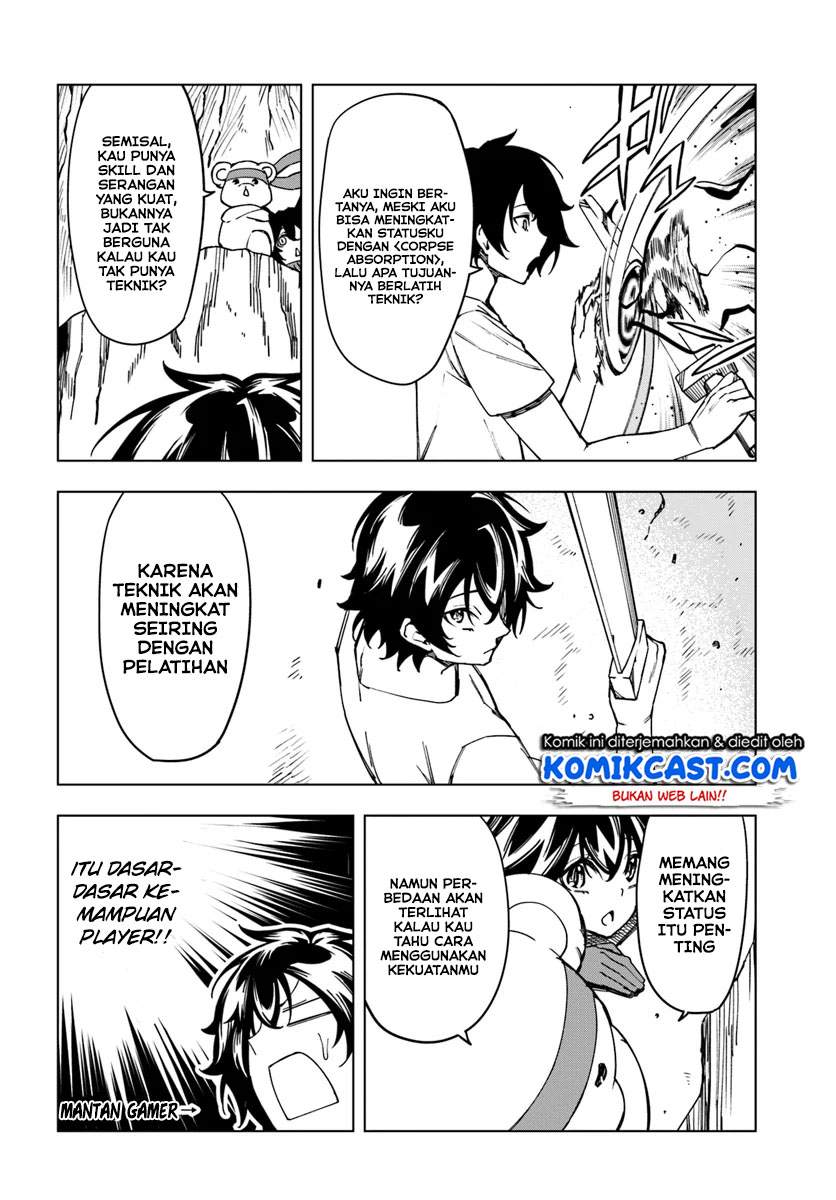 AKU INGIN BER-
TANYA, MESKI AKU
BISA MENINGKAT-
KAN STATUSKU
DENGAN <CORPSE
ABSORPTION>,
LALU APA TUJUAN-
NYA BERLATIH
TEKNIK?
SEMISAL,
KAU PUNYA
SKILL DAN
SERANGAN
YANG KUAT,
BUKANNYA
JADI TAK
BERGUNA
KALAU KAU
TAK PUNYA
TEKNIK?
KARENA
TEKNIK AKAN
MENINGKAT
SEIRING
DENGAN
PELATIHAN
Komik ini diterjemahkan & diedit oleh
KOMIKCAST.COM
BUKAN WEB LAIN!!
MEMANG
MENING-
KATKAN
STATUS
ITU PEN-
TING
NAMUN PER-
BEDAAN AKAN
TERLIHAT
KALAU KAU
TAHU CARA
MENGGUNAKAN
KEKUATANMU
ITU DASAR-
DASAR KE-
MAMPUAN
PLAYER!!
MANTAN GAMER→